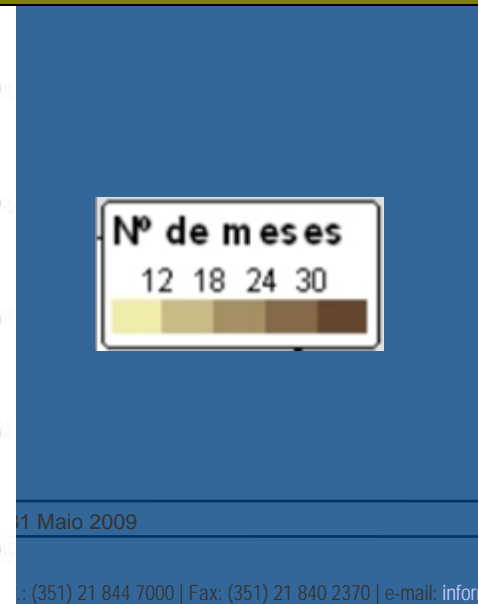 Nº de meses
12 18 24 30
31 Maio 2009
.: (351) 21 844 7000 | Fax: (351) 21 840 2370 | e-mail: